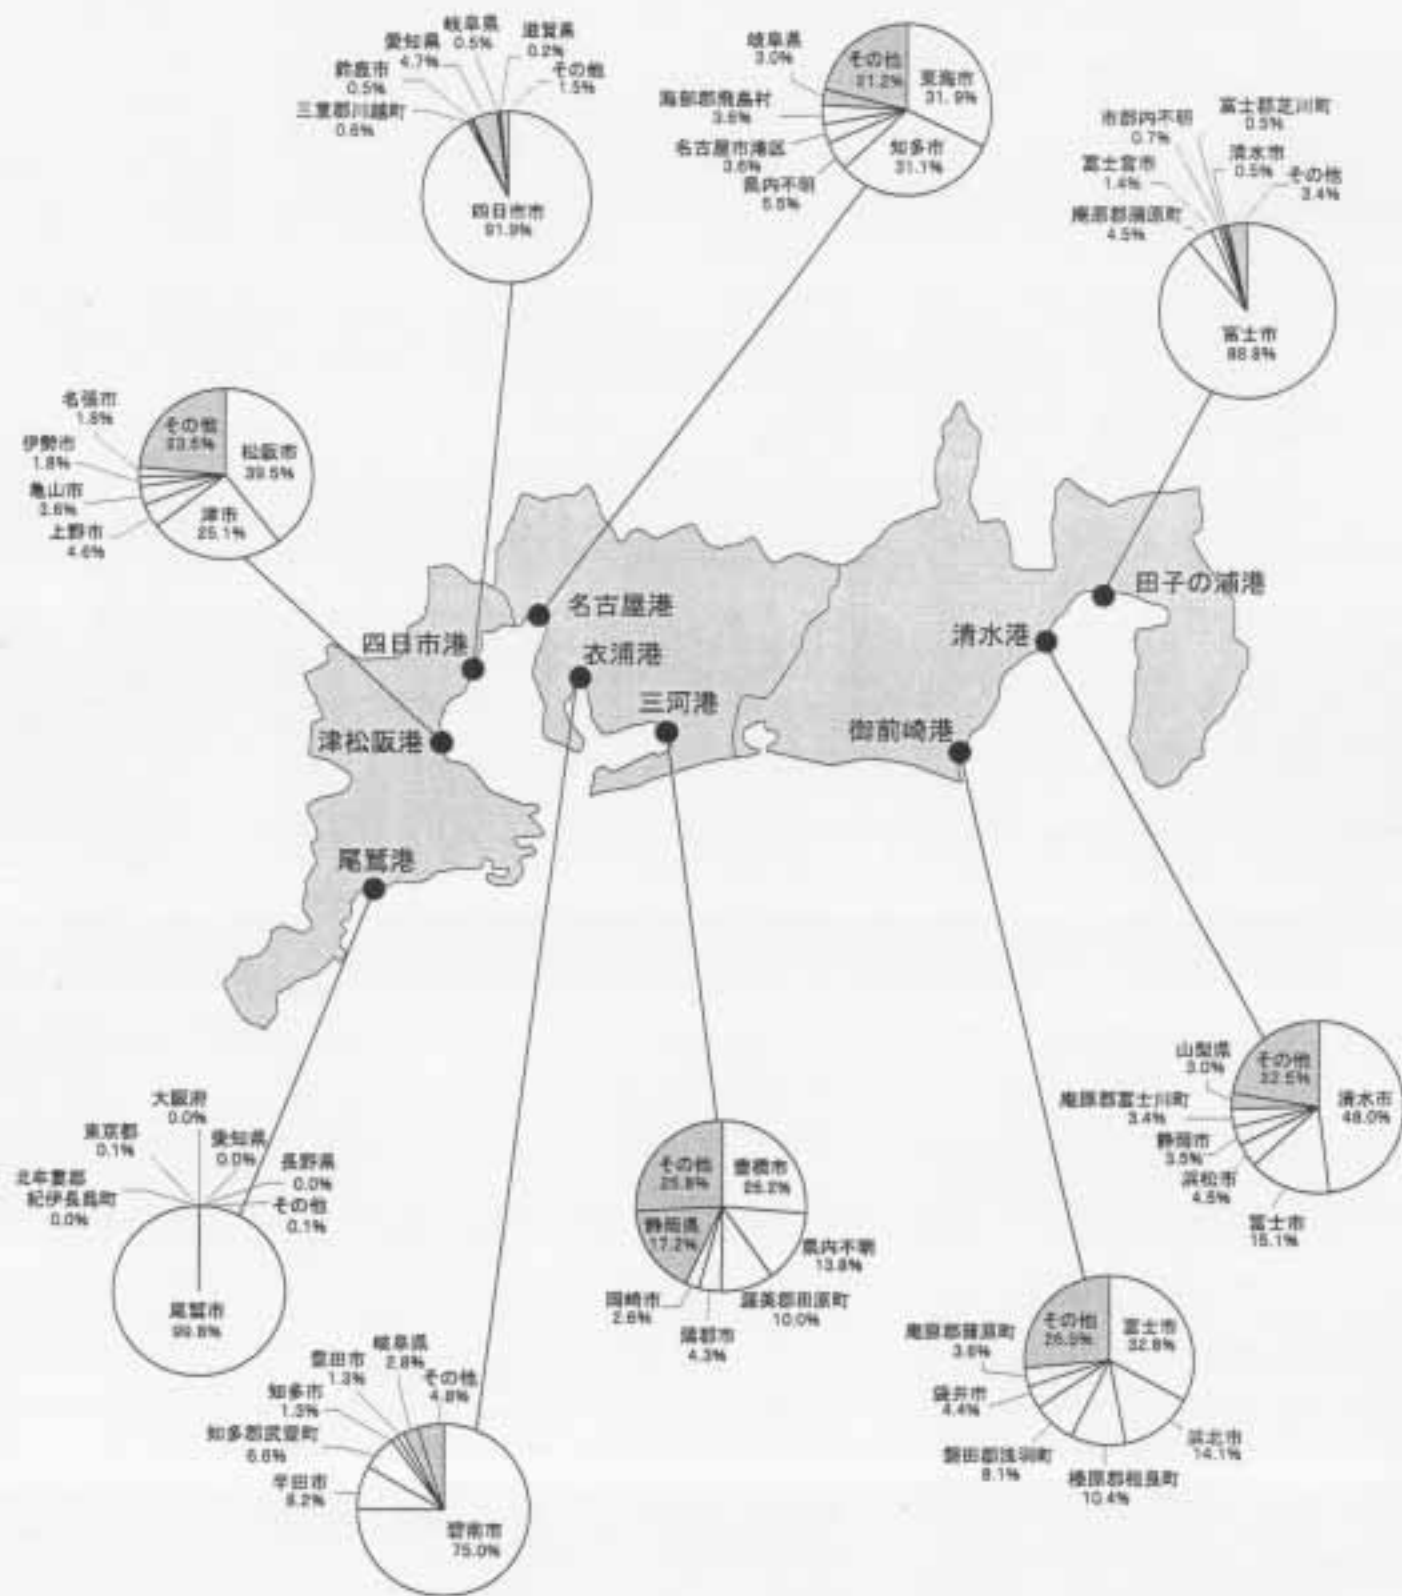 岐阜県
0.5%
滋賀県
0.2%
愛知県
4.7%
その他
1.5%
鈴鹿市
0.5%
三重郡川越町
0.6%
四日市市
91.9%
岐阜県
3.0%
その他
21.2%
東海市
31.9%
海部郡飛島村
3.6%
名古屋市港区
3.6%
県内不明
5.5%
知多市
31.1%
市郡内不明
0.7%
富士郡芝川町
0.5%
富士宮市
1.4%
清水市
0.5%
その他
3.4%
庵原郡蒲原町
4.5%
富士市
88.8%
名張市
1.8%
その他
23.5%
松阪市
39.5%
伊勢市
1.8%
亀山市
3.6%
上野市
4.6%
津市
25.1%
田子の浦港
名古屋港
清水港
四日市港
衣浦港
三河港
御前崎港
津松阪港
尾鷲港
大阪府
0.0%
東京都
0.1%
愛知県
0.0%
長野県
0.0%
北牟婁郡
紀伊長島町
0.0%
その他
0.1%
尾鷲市
99.8%
山梨県
3.0%
その他
22.5%
清水市
48.0%
庵原郡富士川町
3.4%
静岡市
3.5%
浜松市
4.5%
富士市
15.1%
その他
25.8%
豊橋市
26.2%
静岡県
17.2%
県内不明
13.8%
岡崎市
2.6%
渥美郡田原町
10.0%
蒲郡市
4.3%
庵原郡蒲原町
3.6%
その他
26.5%
富士市
32.8%
袋井市
4.4%
磐田郡浅羽町
8.1%
浜北市
14.1%
榛原郡相良町
10.4%
岐阜県
2.8%
豊田市
1.3%
その他
4.8%
知多市
1.3%
知多郡武豊町
6.6%
半田市
8.2%
碧南市
75.0%